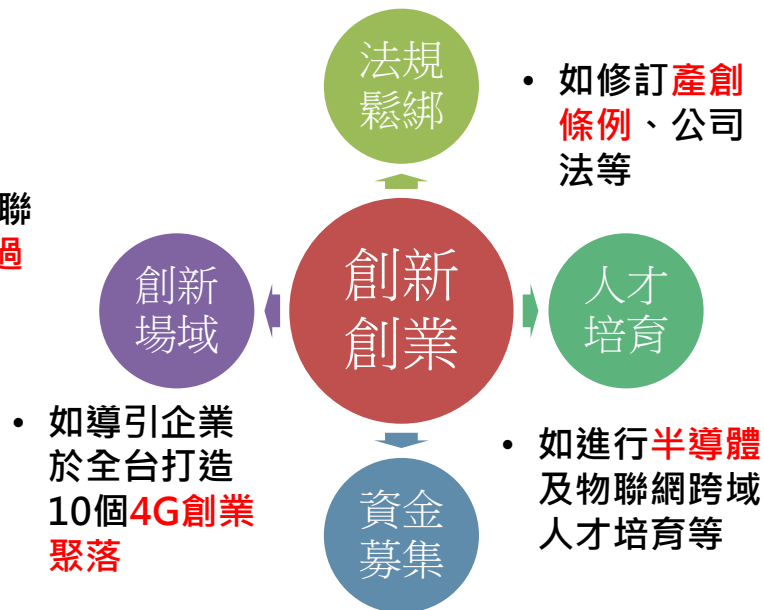 法規
鬆綁
• 如修訂產創
條例、公司
法等
聯
過
創新
場域
創新
創業
人才
培育
• 如導引企業
於全台打造
10個4G創業
聚落
• 如進行半導體
及物聯網跨域
人才培育等
資金
募集